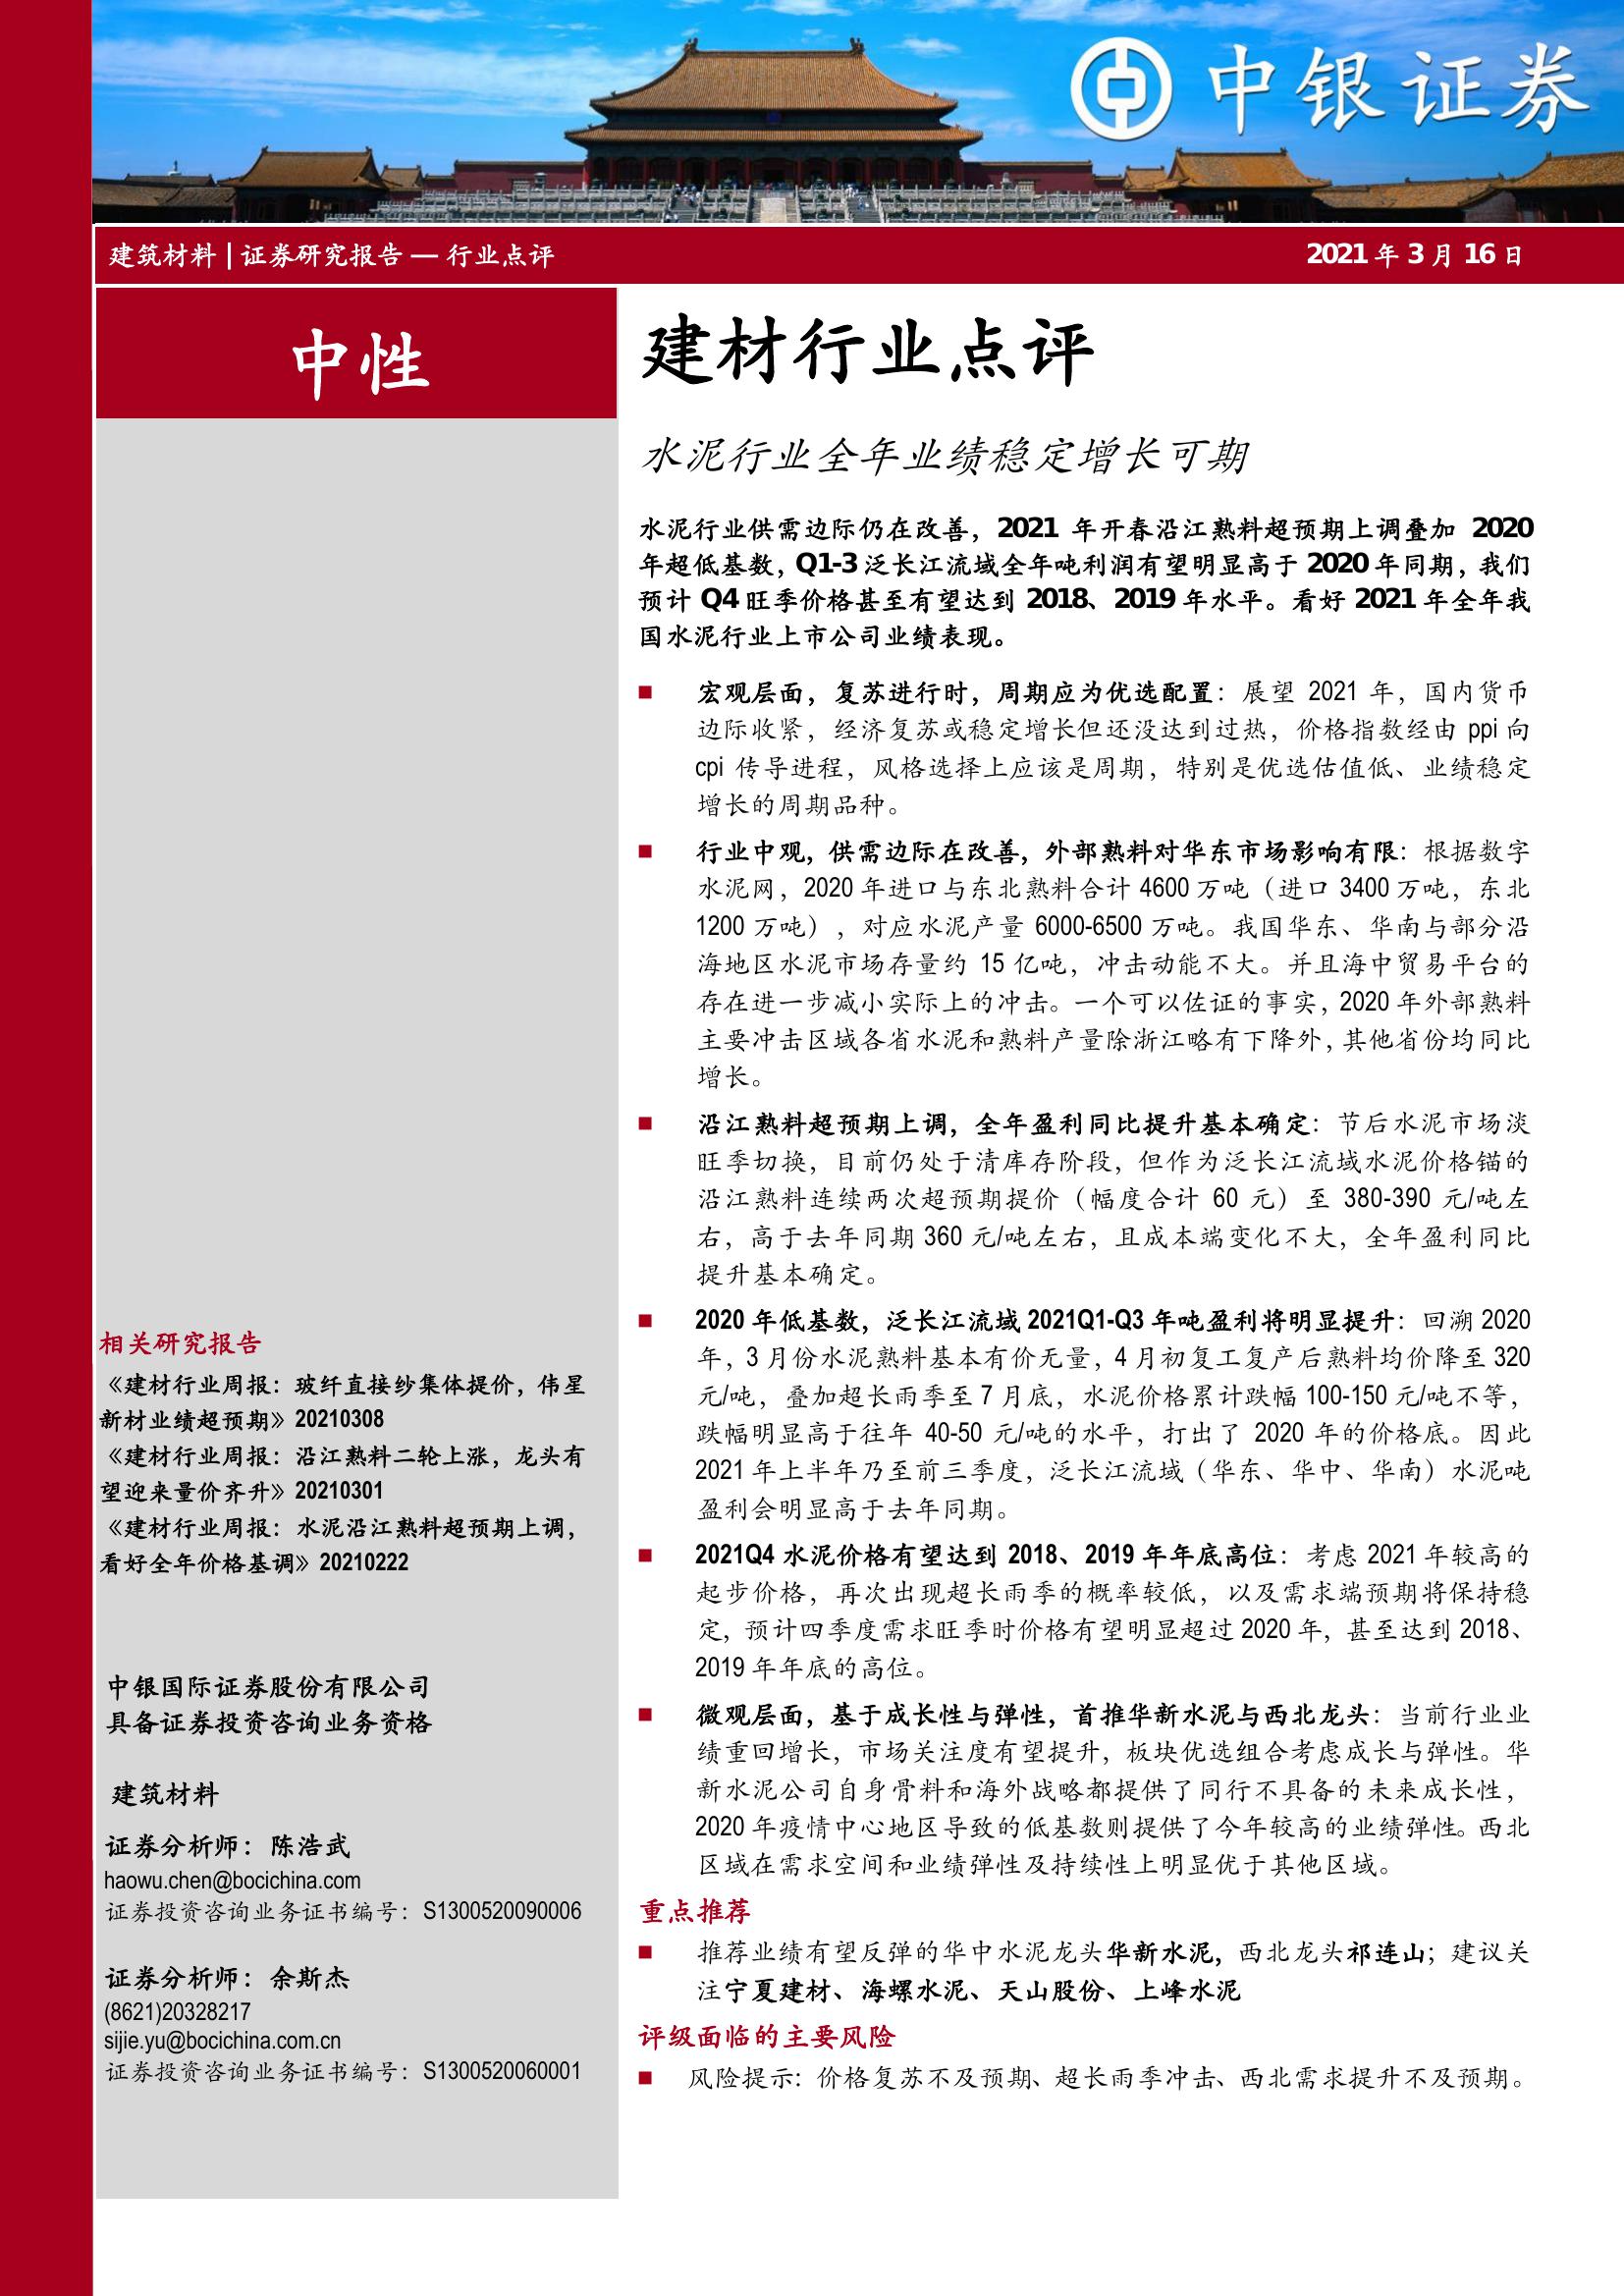 中银证券
建筑材料 | 证券研究报告 — 行业点评
2021 年 3 月 16 日
中性
建材行业点评
水泥行业全年业绩稳定增长可期
水泥行业供需边际仍在改善，2021 年开春沿江熟料超预期上调叠加 2020
年超低基数，Q1-3 泛长江流域全年吨利润有望明显高于 2020 年同期，我们
预计 Q4 旺季价格甚至有望达到 2018、2019 年水平。看好 2021 年全年我
国水泥行业上市公司业绩表现。
■ 宏观层面，复苏进行时，周期应为优选配置：展望 2021 年，国内货币
边际收紧，经济复苏或稳定增长但还没达到过热，价格指数经由 ppi 向
cpi 传导进程，风格选择上应该是周期，特别是优选估值低、业绩稳定
增长的周期品种。
■ 行业中观，供需边际在改善，外部熟料对华东市场影响有限：根据数字
水泥网，2020 年进口与东北熟料合计 4600 万吨（进口 3400 万吨，东北
1200 万吨），对应水泥产量 6000-6500 万吨。我国华东、华南与部分沿
海地区水泥市场存量约 15 亿吨，冲击动能不大。并且海中贸易平台的
存在进一步减小实际上的冲击。一个可以佐证的事实，2020 年外部熟料
主要冲击区域各省水泥和熟料产量除浙江略有下降外，其他省份均同比
增长。
■ 沿江熟料超预期上调，全年盈利同比提升基本确定：节后水泥市场淡
旺季切换，目前仍处于清库存阶段，但作为泛长江流域水泥价格锚的
沿江熟料连续两次超预期提价（幅度合计 60 元）至 380-390 元/吨左
右，高于去年同期 360 元/吨左右，且成本端变化不大，全年盈利同比
提升基本确定。
■ 2020 年低基数，泛长江流域 2021Q1-Q3 年吨盈利将明显提升：回溯 2020
年，3 月份水泥熟料基本有价无量，4 月初复工复产后熟料均价降至 320
元/吨，叠加超长雨季至 7 月底，水泥价格累计跌幅 100-150 元/吨不等，
跌幅明显高于往年 40-50 元/吨的水平，打出了 2020 年的价格底。因此
2021 年上半年乃至前三季度，泛长江流域（华东、华中、华南）水泥吨
盈利会明显高于去年同期。
■ 2021Q4 水泥价格有望达到 2018、2019 年年底高位：考虑 2021 年较高的
起步价格，再次出现超长雨季的概率较低，以及需求端预期将保持稳
定，预计四季度需求旺季时价格有望明显超过 2020 年，甚至达到 2018、
2019 年年底的高位。
■ 微观层面，基于成长性与弹性，首推华新水泥与西北龙头：当前行业业
绩重回增长，市场关注度有望提升，板块优选组合考虑成长与弹性。华
新水泥公司自身骨料和海外战略都提供了同行不具备的未来成长性，
2020 年疫情中心地区导致的低基数则提供了今年较高的业绩弹性。西北
区域在需求空间和业绩弹性及持续性上明显优于其他区域。
重点推荐
■ 推荐业绩有望反弹的华中水泥龙头华新水泥，西北龙头祁连山；建议关
注宁夏建材、海螺水泥、天山股份、上峰水泥
评级面临的主要风险
■ 风险提示：价格复苏不及预期、超长雨季冲击、西北需求提升不及预期。
相关研究报告
《建材行业周报：玻纤直接纱集体提价，伟星
新材业绩超预期》20210308
《建材行业周报：沿江熟料二轮上涨，龙头有
望迎来量价齐升》20210301
《建材行业周报：水泥沿江熟料超预期上调，
看好全年价格基调》20210222
中银国际证券股份有限公司
具备证券投资咨询业务资格
建筑材料
证券分析师：陈浩武
haowu.chen@bocichina.com
证券投资咨询业务证书编号：S1300520090006
证券分析师：余斯杰
(8621)20328217
sijie.yu@bocichina.com.cn
证券投资咨询业务证书编号：S1300520060001